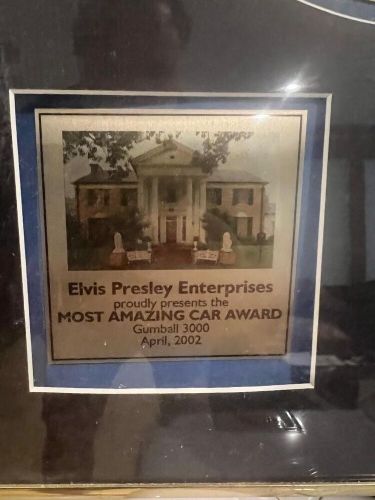 Elvis Presley Enterprises
proudly presents the
MOST AMAZING CAR AWARD
Gumball 3000
April, 2002